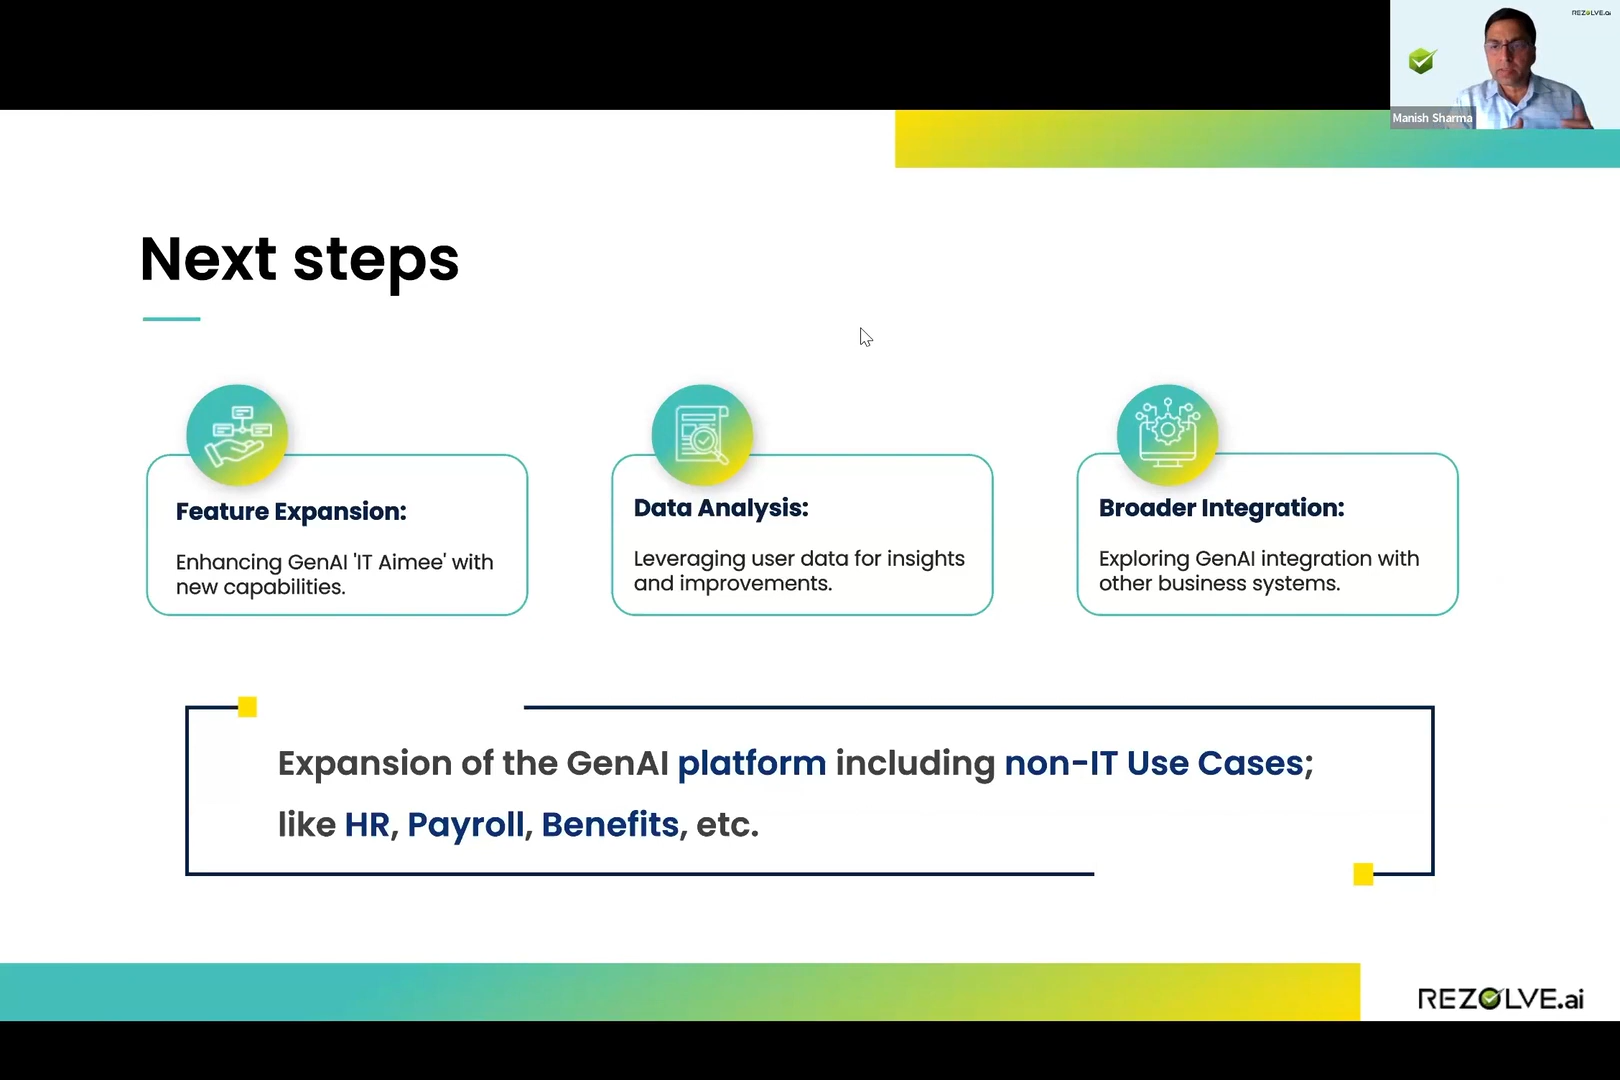 REZOLVE.ai
Manish Sharma
Next steps
Feature Expansion:
Enhancing GenAI 'IT Aimee' with
new capabilities.
Data Analysis:
Leveraging user data for insights
and improvements.
Broader Integration:
Exploring GenAI integration with
other business systems.
Expansion of the GenAI platform including non-IT Use Cases;
like HR, Payroll, Benefits, etc.
REZOLVE.ai